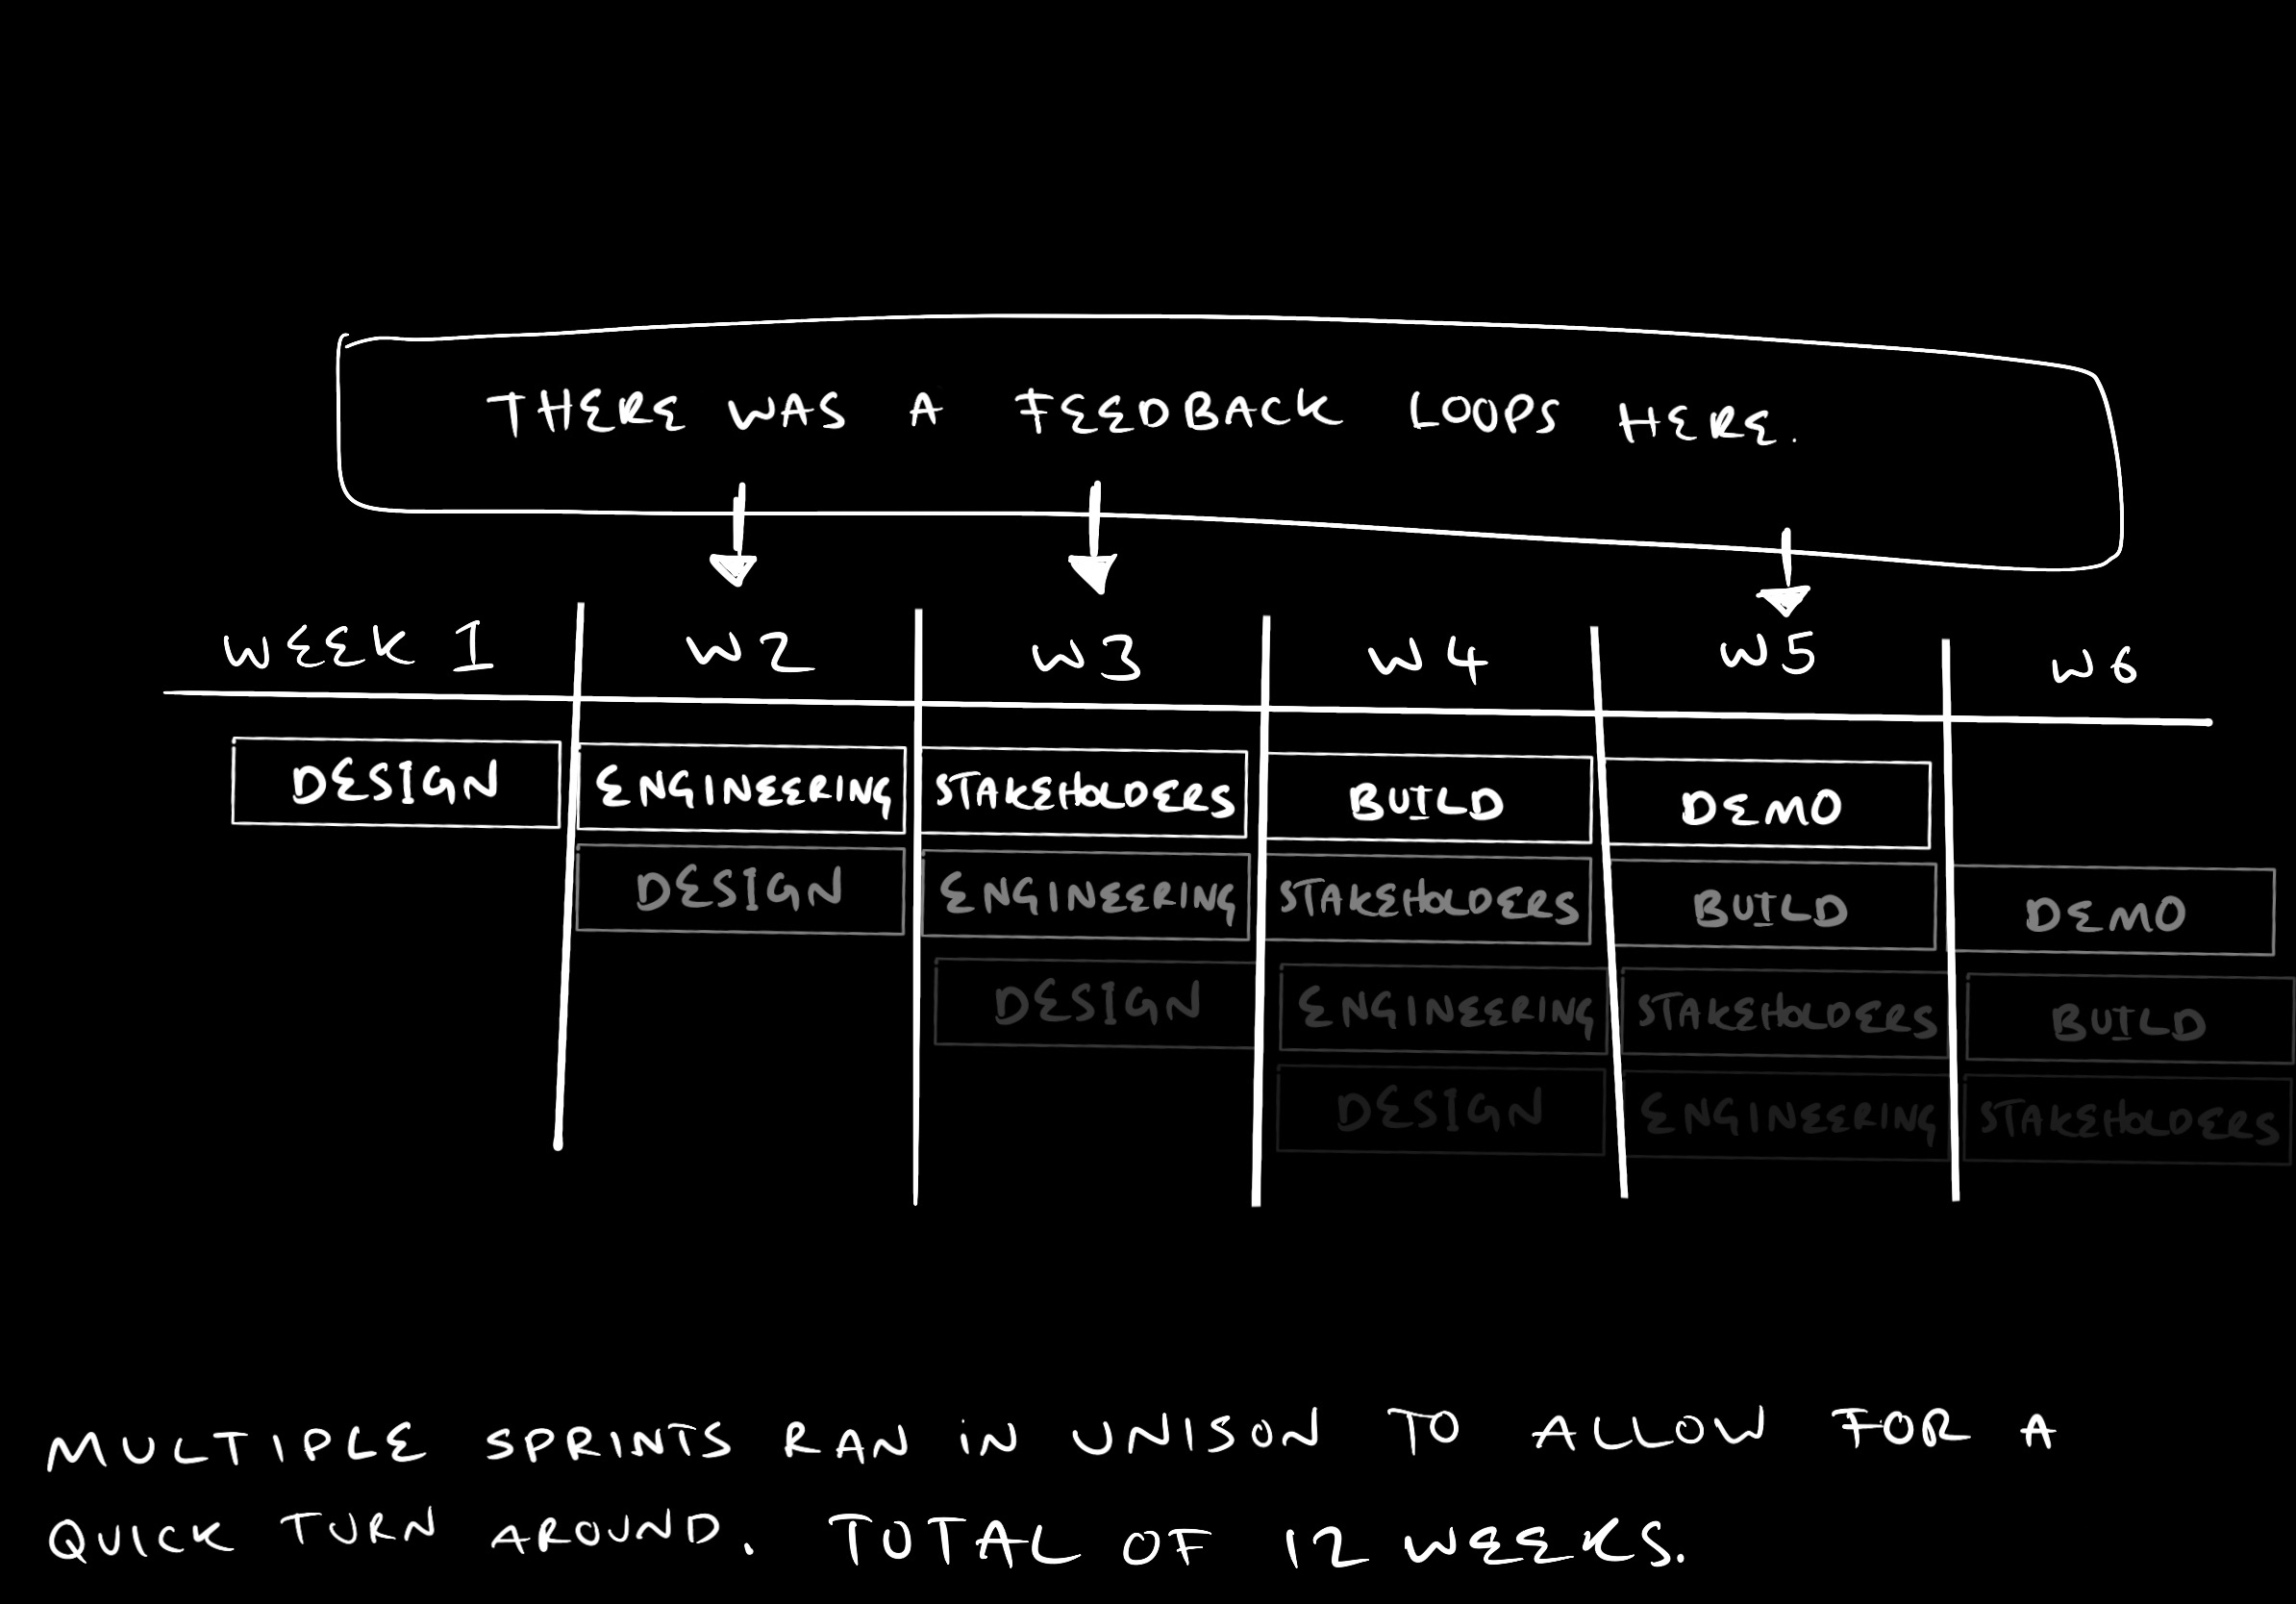 THERE WAS A FEEDBACK LOOPS HERE.
WEEK 1 W2 W3 W4 W5 W6
DESIGN ENGINEERING STAKEHOLDERS BUILD DEMO
DESIGN ENGINEERING STAKEHOLDERS BUILD DEMO
DESIGN ENGINEERING STAKEHOLDERS BUILD
DESIGN ENGINEERING STAKEHOLDERS
MULTIPLE SPRINTS RAN iN UNISON TO ALLOW FOR A
QUICK TURN AROUND. TOTAL OF 12 WEEKS.